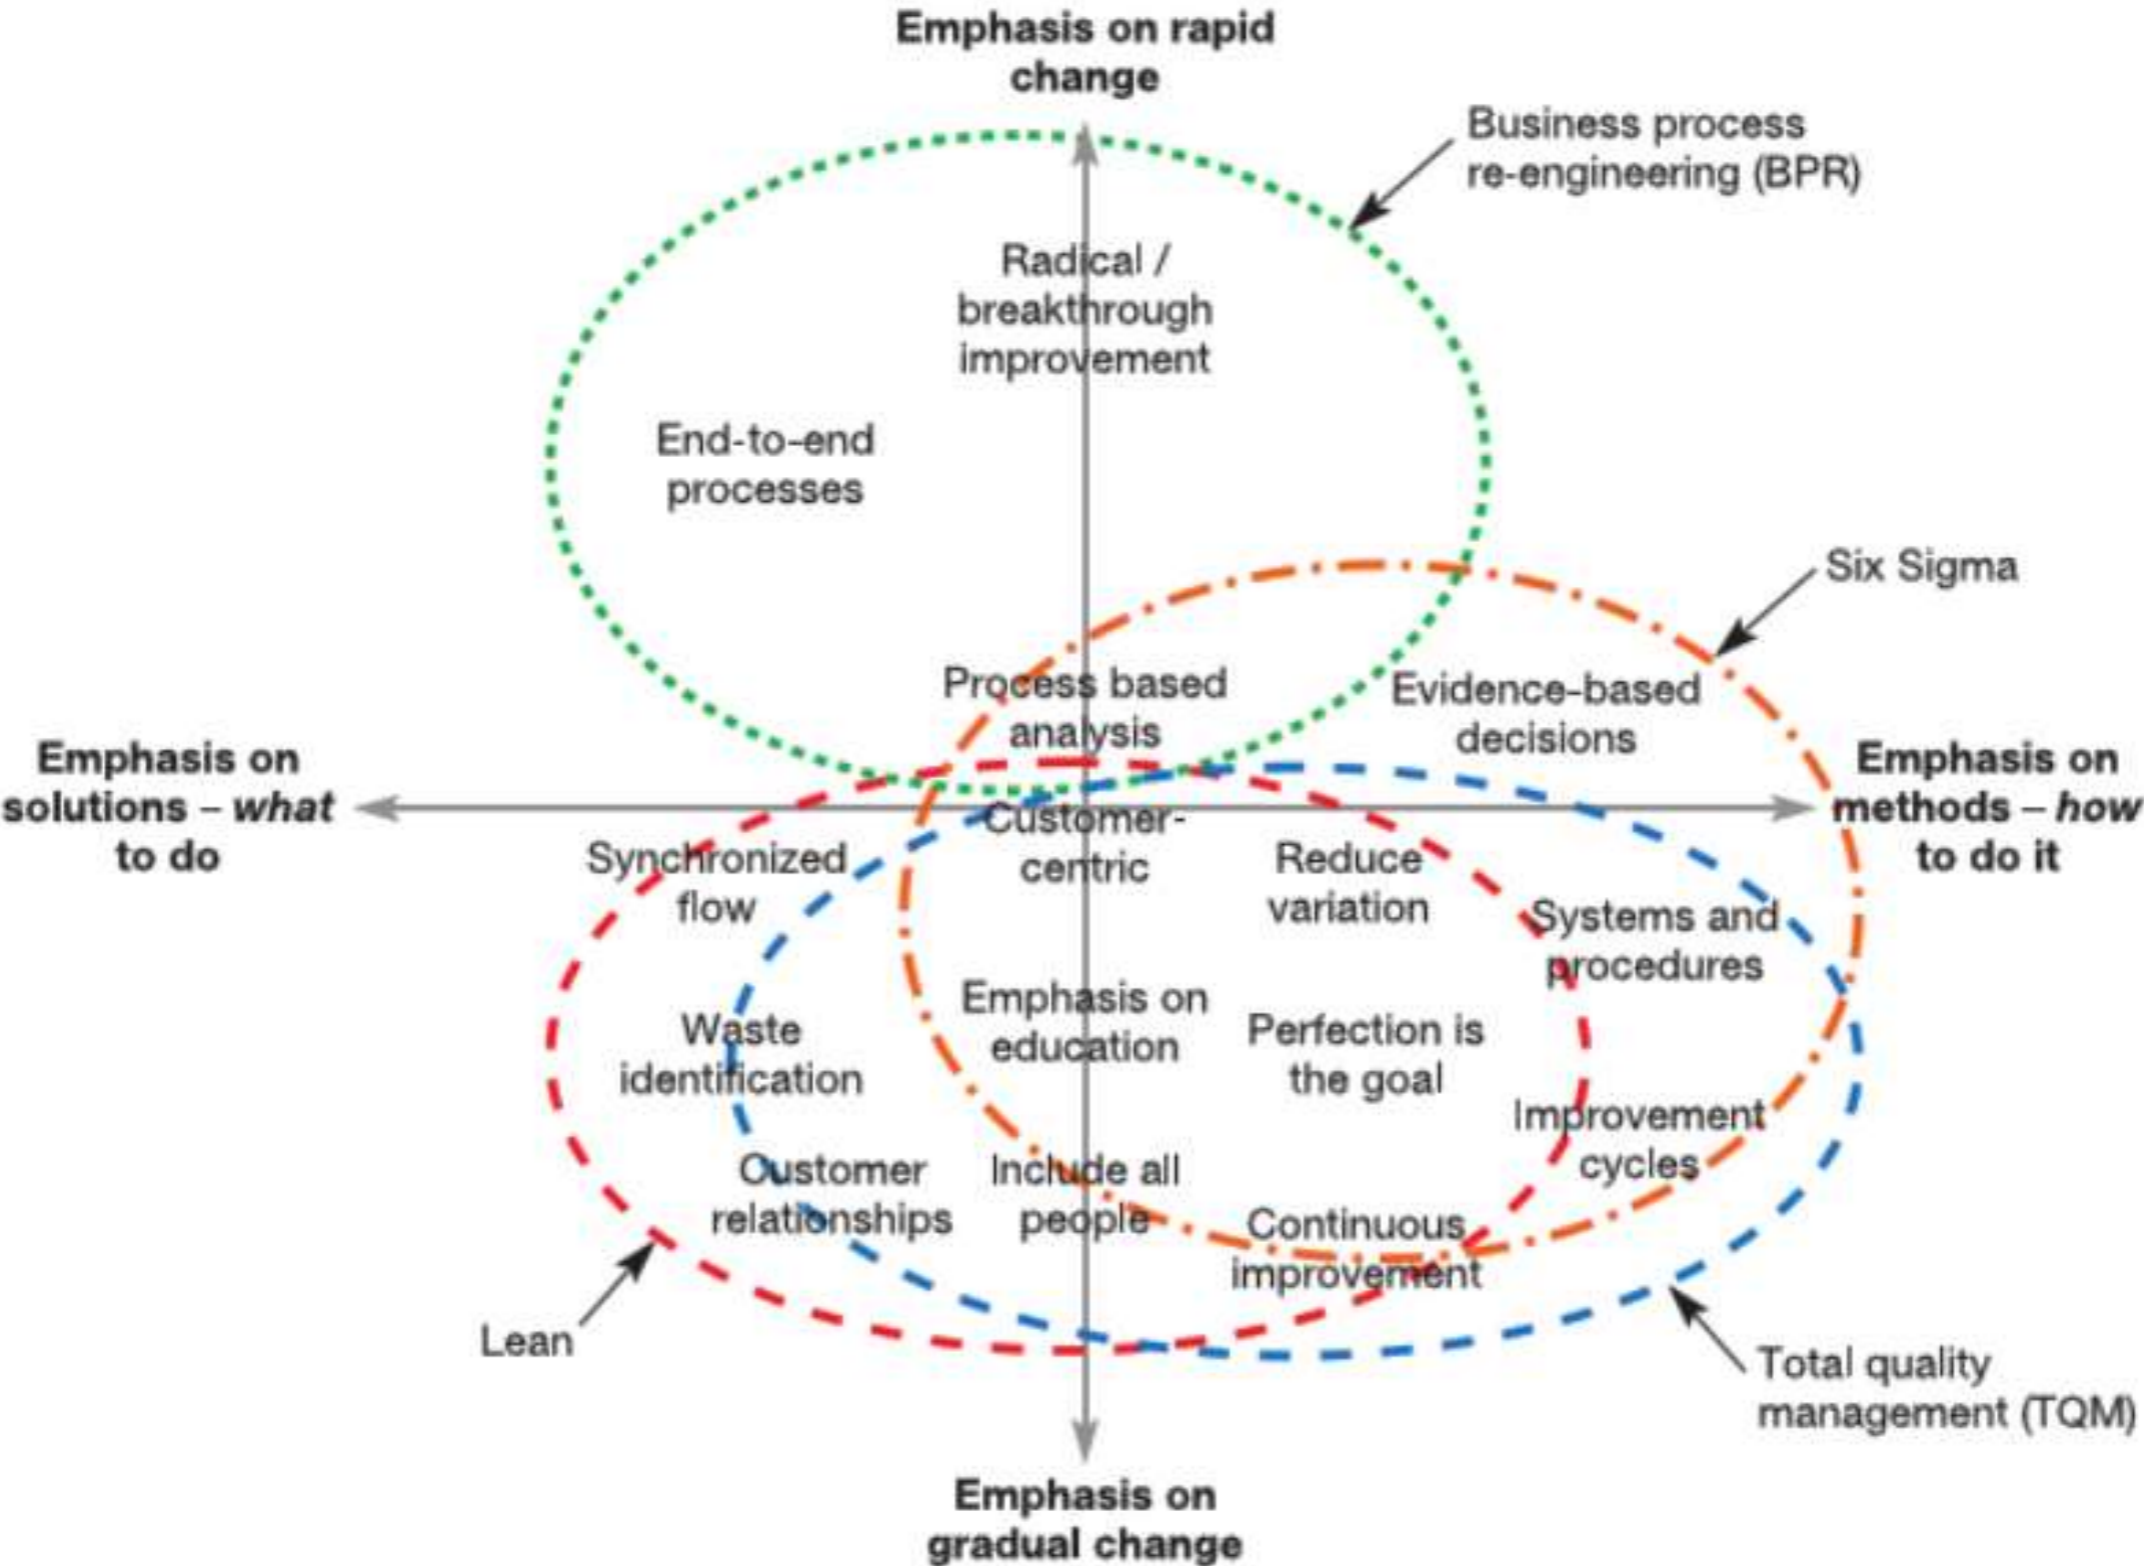 Emphasis on rapid
change
Business process
re-engineering (BPR)
Radical /
breakthrough
improvement
End-to-end
processes
Six Sigma
Process based
analysis
Evidence-based
decisions
Emphasis on
solutions – what
to do
Emphasis on
methods – how
to do it
Customer-
centric
Synchronized
flow
Reduce
variation
Systems and
procedures
Emphasis on
education
Waste
identification
Perfection is
the goal
Improvement
cycles
Customer
relationships
Include all
people
Continuous
improvement
Lean
Total quality
management (TQM)
Emphasis on
gradual change